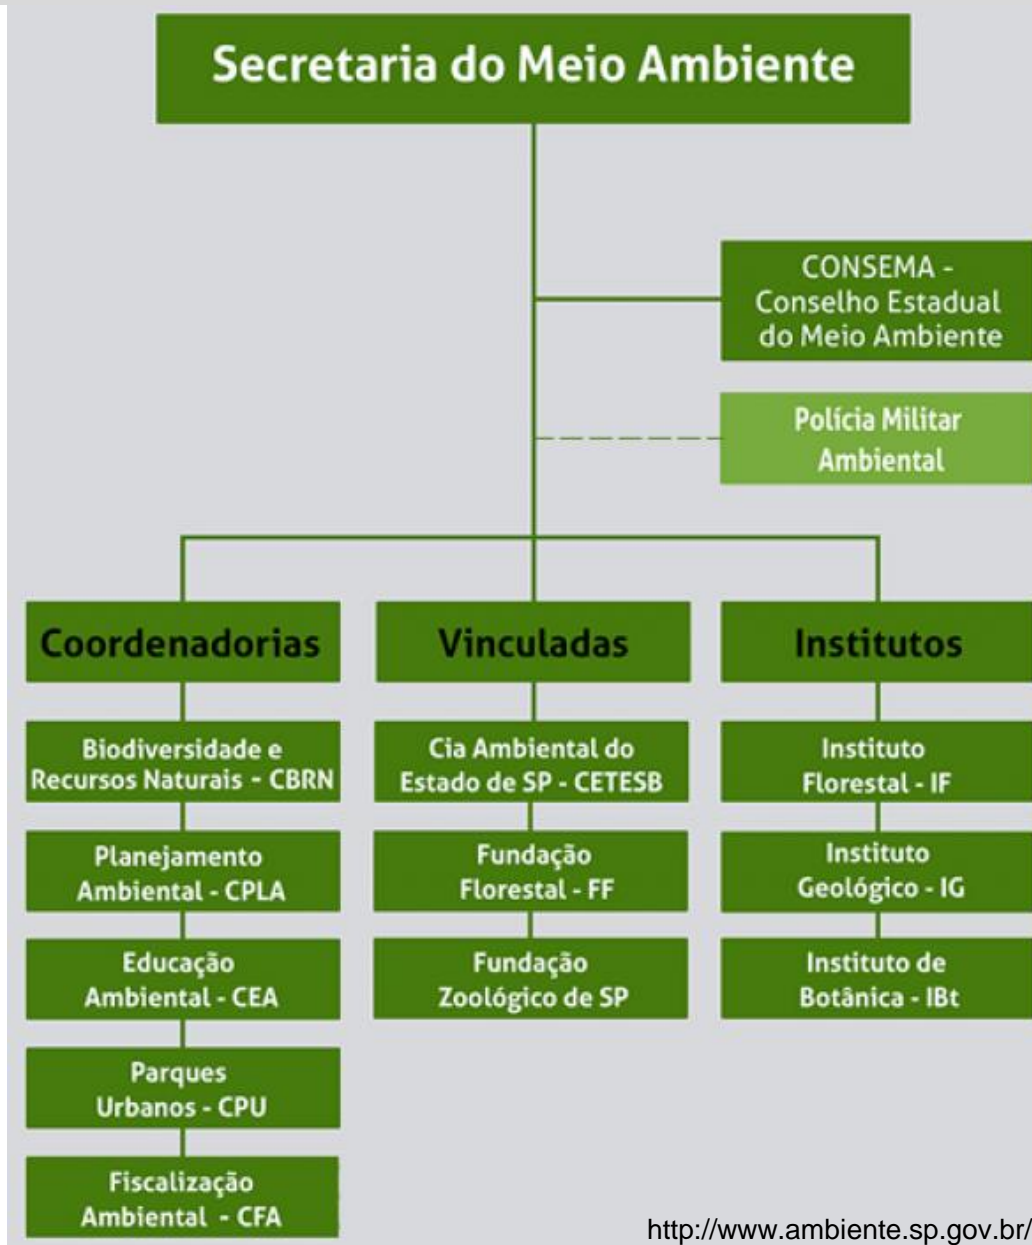 Secretaria do Meio Ambiente
CONSEMA -
Conselho Estadual
do Meio Ambiente
Polícia Militar
Ambiental
Coordenadorias
Biodiversidade e
Recursos Naturais - CBRN
Planejamento
Ambiental - CPLA
Educação
Ambiental - CEA
Parques
Urbanos - CPU
Fiscalização
Ambiental - CFA
Vinculadas
Cia Ambiental do
Estado de SP - CETESB
Fundação
Florestal - FF
Fundação
Zoológico de SP
Institutos
Instituto
Florestal - IF
Instituto
Geológico - IG
Instituto de
Botânica - IBt
http://www.ambiente.sp.gov.br/